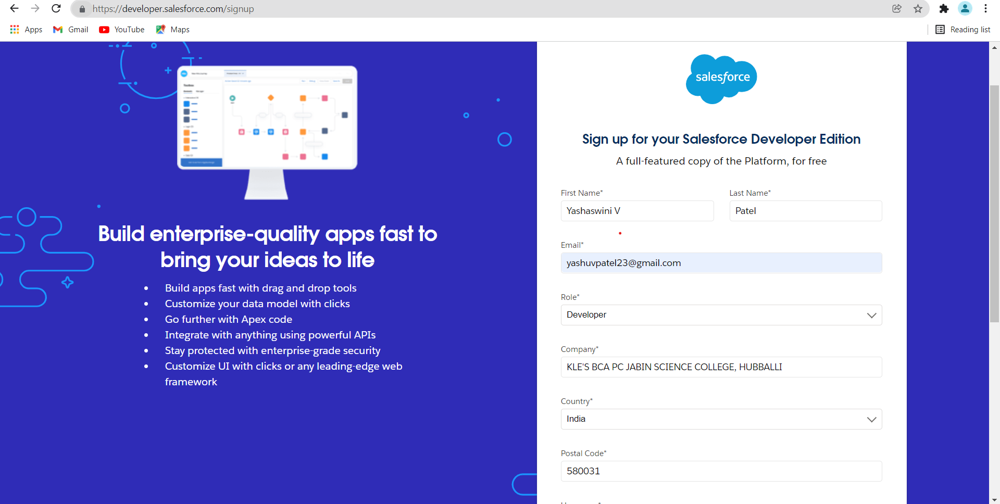 https://developer.salesforce.com/signup
Apps Gmail YouTube Maps Reading list
salesforce
Sign up for your Salesforce Developer Edition
A full-featured copy of the Platform, for free
First Name* Last Name*
Yashaswini V Patel
Email*
yashuvpatel23@gmail.com
Role*
Developer
Company*
KLE'S BCA PC JABIN SCIENCE COLLEGE, HUBBALLI
Country*
India
Postal Code*
580031
Build enterprise-quality apps fast to
bring your ideas to life
• Build apps fast with drag and drop tools
• Customize your data model with clicks
• Go further with Apex code
• Integrate with anything using powerful APIs
• Stay protected with enterprise-grade security
• Customize UI with clicks or any leading-edge web
framework